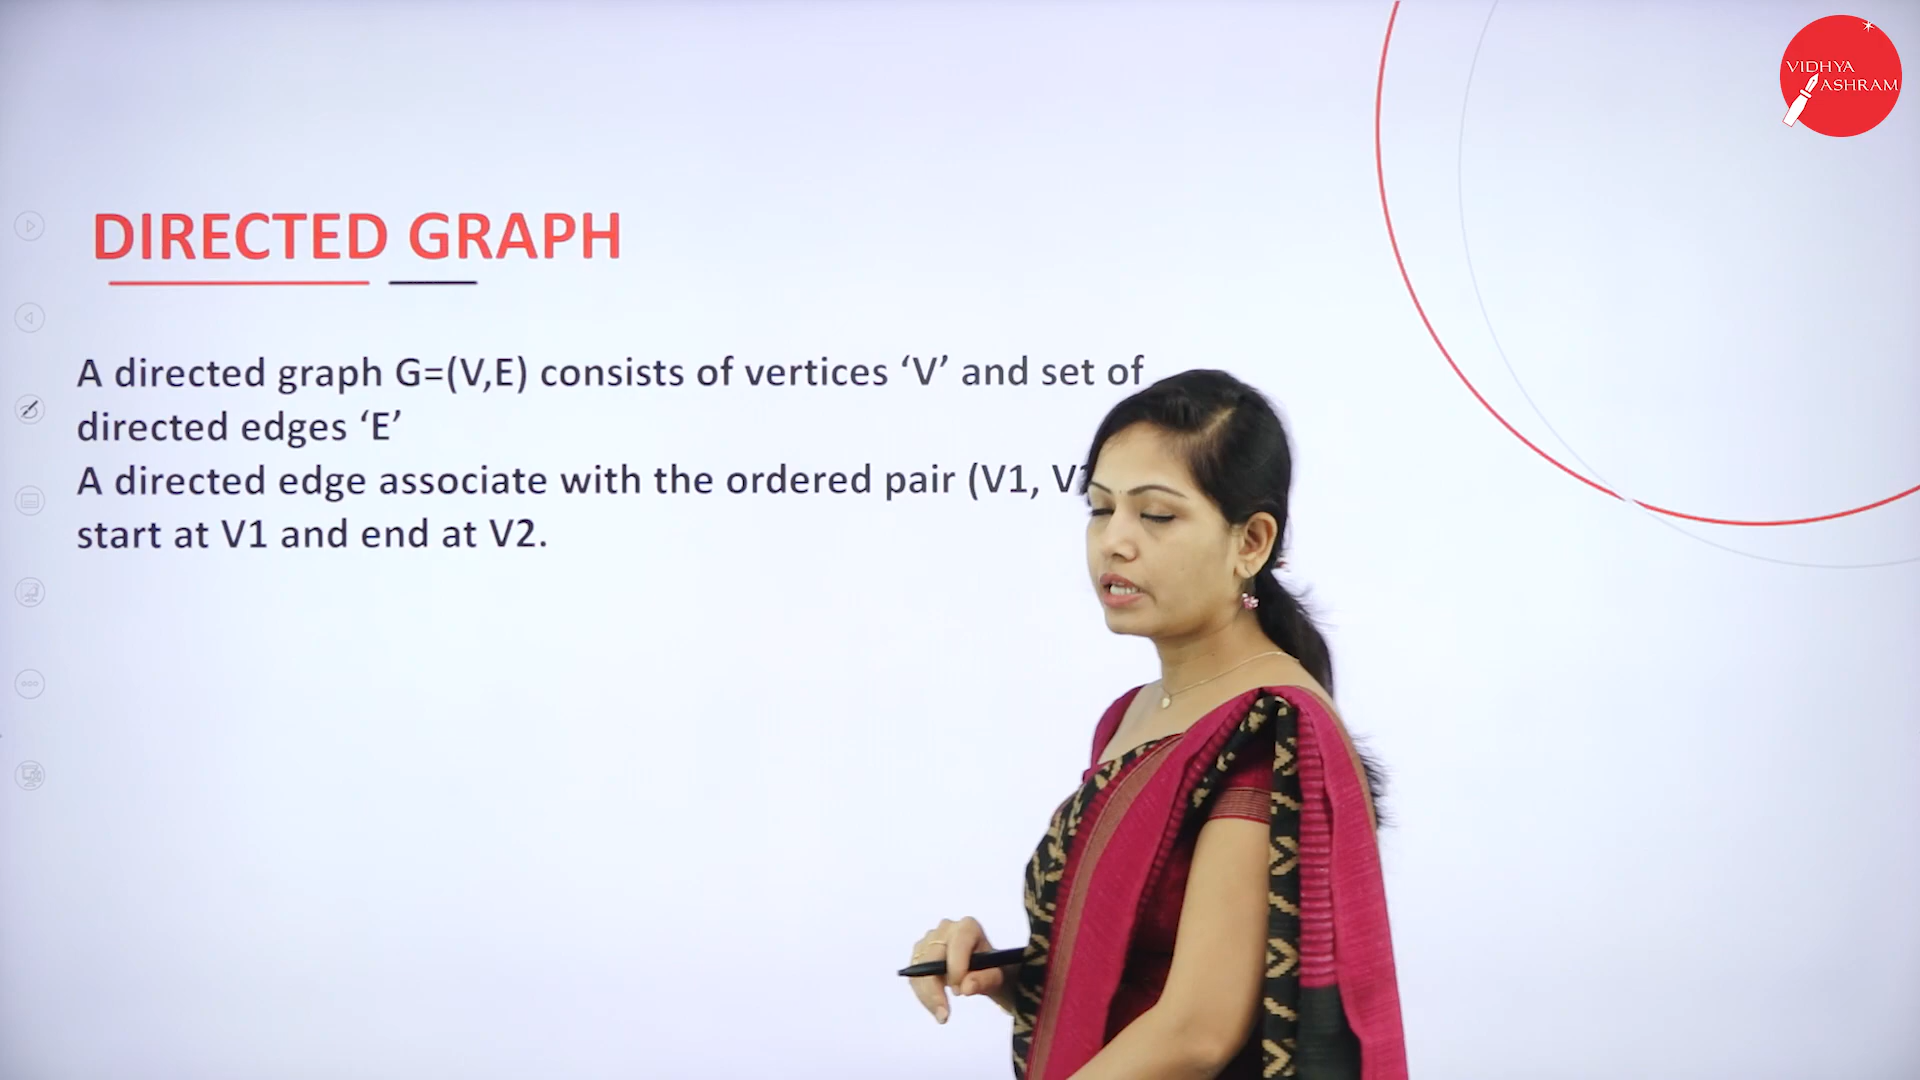 VIDHYA
ASHRAM
DIRECTED GRAPH
A directed graph G=(V,E) consists of vertices ‘V’ and set of
directed edges ‘E’
A directed edge associate with the ordered pair (V1,
start at V1 and end at V2.